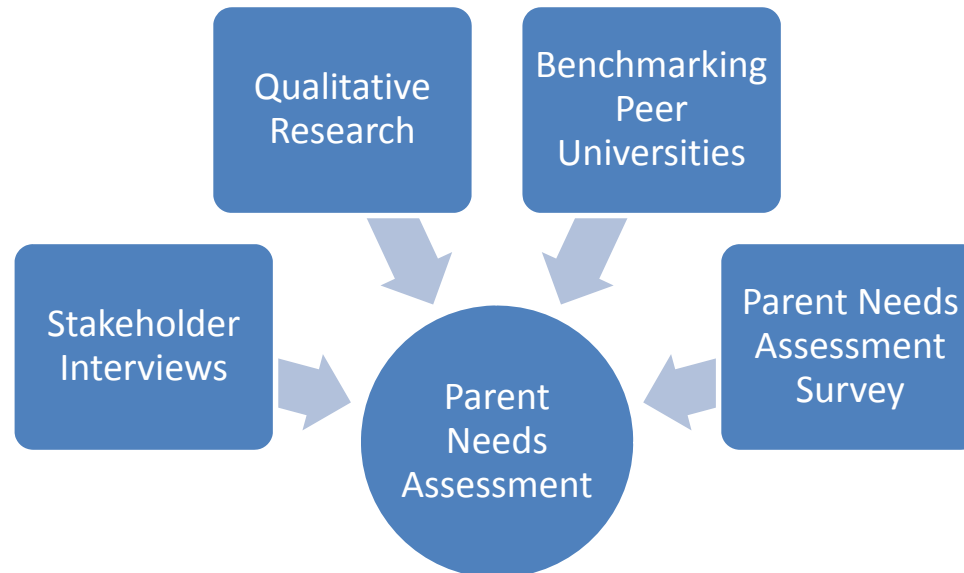 Qualitative
Research
Benchmarking
Peer
Universities
Stakeholder
Interviews
Parent Needs
Assessment
Survey
Parent
Needs
Assessment